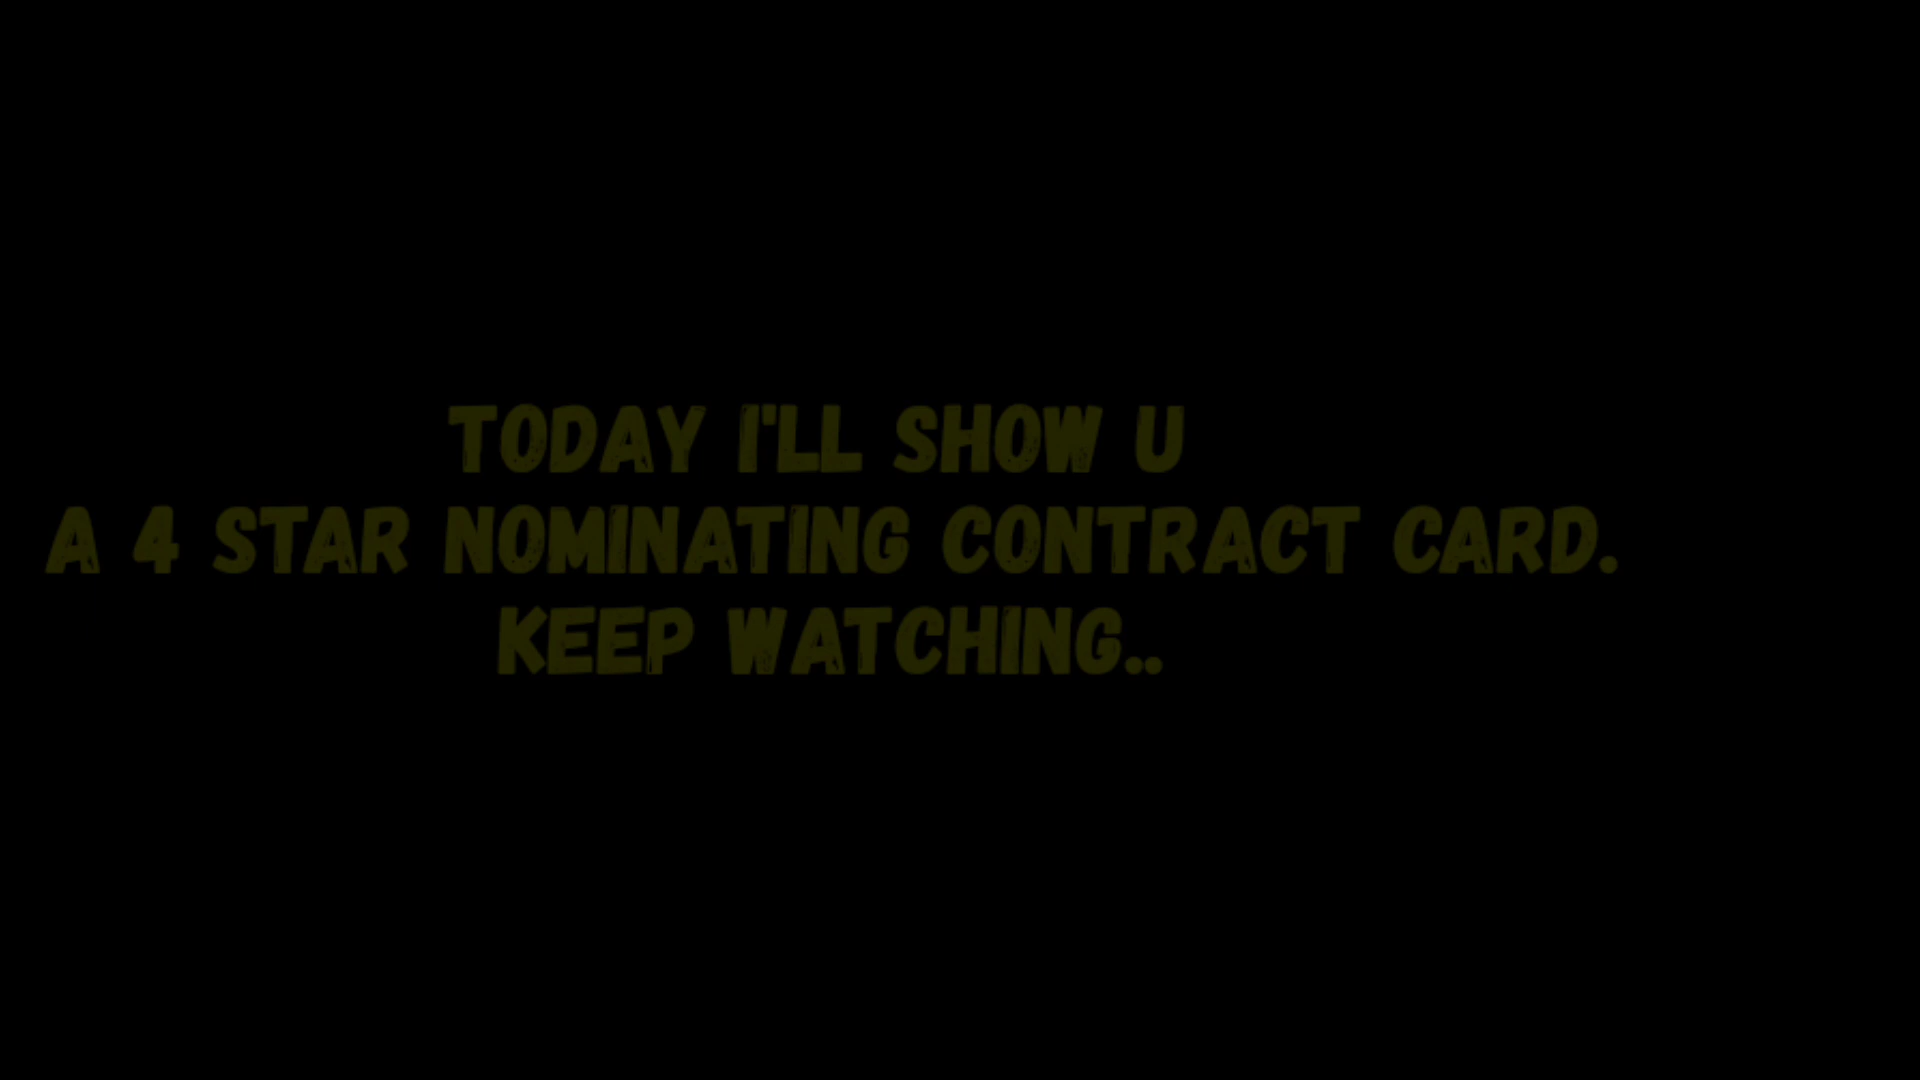 TODAY I'LL SHOW U
A 4 STAR NOMINATING CONTRACT CARD.
KEEP WATCHING..